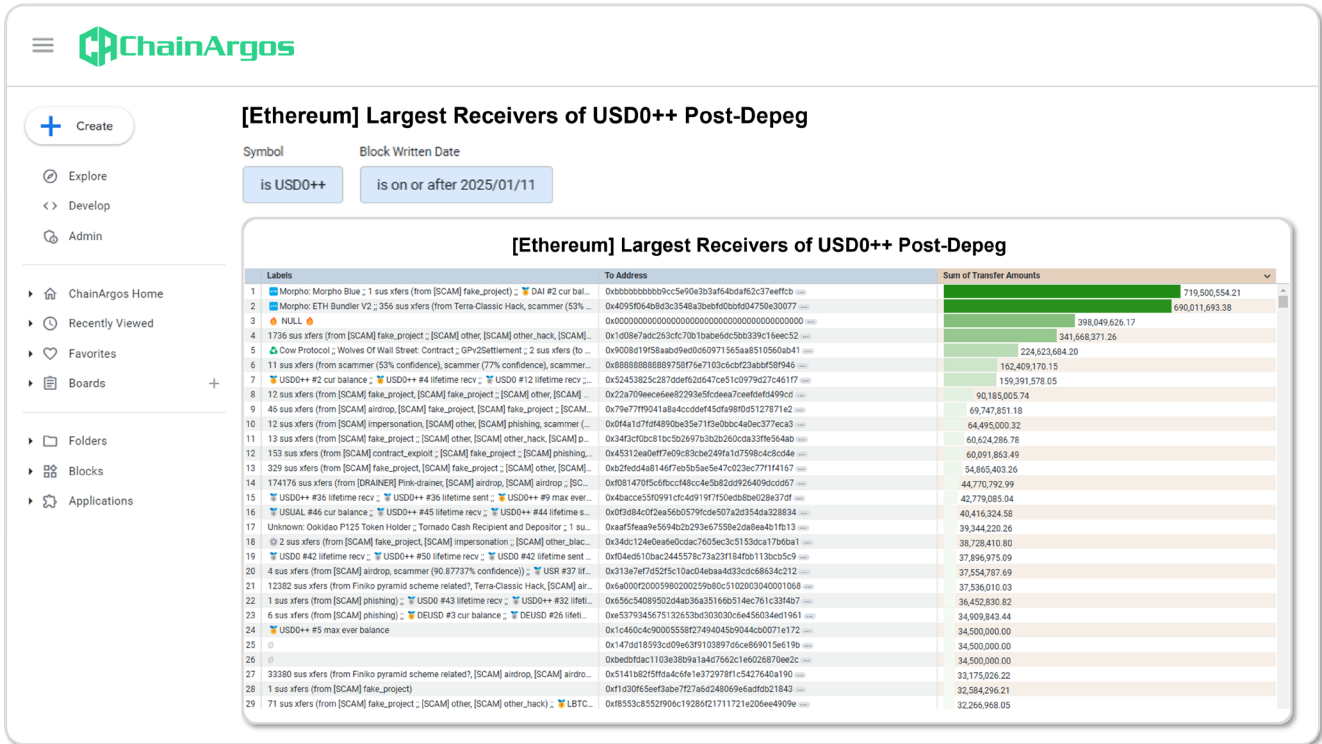 ChainArgos
Create
Explore
Develop
Admin
ChainArgos Home
Recently Viewed
Favorites
Boards
Folders
Blocks
Applications
[Ethereum] Largest Receivers of USD0++ Post-Depeg
Symbol Block Written Date
is USD0++ is on or after 2025/01/11
[Ethereum] Largest Receivers of USD0++ Post-Depeg
Labels To Address Sum of Transfer Amounts
1 Morpho: Morpho Blue ;; 1 sus xfers (from [SCAM] fake_project) ;; DAI #2 cur bal... 0xbbbbbbbbbb9cc5e90e3b3af64bdaf62c37eeffcb 719,500,554.21
2 Morpho: ETH Bundler V2 ;; 356 sus xfers (from Terra-Classic Hack, scammer (53%... 0x4095f064b8d3c3548a3bebfd0bbfd04750e30077 690,011,693.38
3 NULL 0x0000000000000000000000000000000000000000 398,049,626.17
4 1736 sus xfers (from [SCAM] fake_project ;; [SCAM] other, [SCAM] other_hack, [SCAM]... 0x1d08e7adc263cfc70b1babe6dc5bb339c16eec52 341,668,371.26
5 Cow Protocol ;; Wolves Of Wall Street: Contract ;; GPv2Settlement ;; 2 sus xfers (to ... 0x9008d19f58aabd9ed0d60971565aa8510560ab41 224,623,684.20
6 11 sus xfers (from scammer (53% confidence), scammer (77% confidence), scammer... 0x888888888889758f76e7103c6cbf23abbf58f946 162,409,170.15
7 USD0++ #2 cur balance ;; USD0++ #4 lifetime recv ;; USD0 #12 lifetime recv ;;... 0x52453825c287ddef62d647ce51c0979d27c461f7 159,391,578.05
8 12 sus xfers (from [SCAM] fake_project, [SCAM] fake_project ;; [SCAM] other, [SCAM] ... 0x22a709eece6ee82293e5fcdeea7ceefdefd499cd 90,185,005.74
9 46 sus xfers (from [SCAM] airdrop, [SCAM] fake_project, [SCAM] fake_project ;; [SCAM... 0x79e77ff9041a8a4ccddef45dfa98f0d5127871e2 69,747,851.18
10 12 sus xfers (from [SCAM] impersonation, [SCAM] other, [SCAM] phishing, scammer (... 0x0f4a1d7fdf4890be35e71f3e0bbc4a0ec377eca3 64,495,000.32
11 13 sus xfers (from [SCAM] fake_project ;; [SCAM] other, [SCAM] other_hack, [SCAM] p... 0x34f3cf0bc81bc5b2697b3b2b260cda33ffe564ab 60,624,286.78
12 153 sus xfers (from [SCAM] contract_exploit ;; [SCAM] fake_project ;; [SCAM] phishing,... 0x45312ea0eff7e09c83cbe249fa1d7598c4c8cd4e 60,091,863.49
13 329 sus xfers (from [SCAM] fake_project, [SCAM] fake_project ;; [SCAM] other, [SCAM]... 0xb2fedd4a8146f7eb5b5ae5e47c023ec77f1f4167 54,865,403.26
14 174176 sus xfers (from [DRAINER] Pink-drainer, [SCAM] airdrop, [SCAM] airdrop ;; [SC... 0xf081470f5c6fbccf48cc4e5b82dd926409dcdd67 44,770,792.99
15 USD0++ #36 lifetime recv ;; USD0++ #36 lifetime sent ;; USD0++ #9 max ever... 0x4bacce55f0991cfc4d919f7f50edb8be028e37df 42,779,085.04
16 USUAL #46 cur balance ;; USD0++ #45 lifetime recv ;; USD0++ #44 lifetime s... 0x0f3d84c0f2ea56b0579fcde507a2d354da328834 40,416,324.58
17 Unknown: Ookidao P125 Token Holder ;; Tornado Cash Recipient and Depositor ;; 1 su... 0xaaf5feaa9e5694b2b293e67558e2da8ea4b1fb13 39,344,220.26
18 2 sus xfers (from [SCAM] fake_project, [SCAM] impersonation ;; [SCAM] other_blac... 0x34dc124e0ea6e0cdac7605ec3c5153dca17b6ba1 38,728,410.80
19 USD0 #42 lifetime recv ;; USD0++ #50 lifetime recv ;; USD0 #42 lifetime sent ... 0xf04ed610bac2445578c73a23f184fbb113bcb5c9 37,896,975.09
20 4 sus xfers (from [SCAM] airdrop, scammer (90.87737% confidence)) ;; USR #37 lif... 0x313e7ef7d52f5c10ac04ebaa4d33cdc68634c212 37,554,787.69
21 12382 sus xfers (from Finiko pyramid scheme related?, Terra-Classic Hack, [SCAM] air... 0x6a000f20005980200259b80c5102003040001068 37,536,010.03
22 1 sus xfers (from [SCAM] phishing) ;; USD0 #43 lifetime recv ;; USD0++ #32 lifeti... 0x656c54089502d4ab36a35166b514ec761c33f4b7 36,452,830.82
23 6 sus xfers (from [SCAM] phishing) ;; DEUSD #3 cur balance ;; DEUSD #26 lifeti... 0xe5379345675132653bd303030c6e456034ed1961 34,909,843.44
24 USD0++ #5 max ever balance 0x1c460c4c90005558f27494045b9044cb0071e172 34,500,000.00
25 ∅ 0x147dd18593cd09e63f9103897d6ce869015e619b 34,500,000.00
26 ∅ 0xbedbfdac1103e38b9a1a4d7662c1e6026870ee2c 34,500,000.00
27 33380 sus xfers (from Finiko pyramid scheme related?, [SCAM] airdrop, [SCAM] airdro... 0x5141b82f5ffda4c6fe1e372978f1c5427640a190 33,175,026.22
28 1 sus xfers (from [SCAM] fake_project) 0xf1d30f65eef3abe7f27a6d248069e6adfdb21843 32,584,296.21
29 71 sus xfers (from [SCAM] fake_project ;; [SCAM] other, [SCAM] other_hack) ;; LBTC... 0xf8553c8552f906c19286f21711721e206ee4909e 32,266,968.05